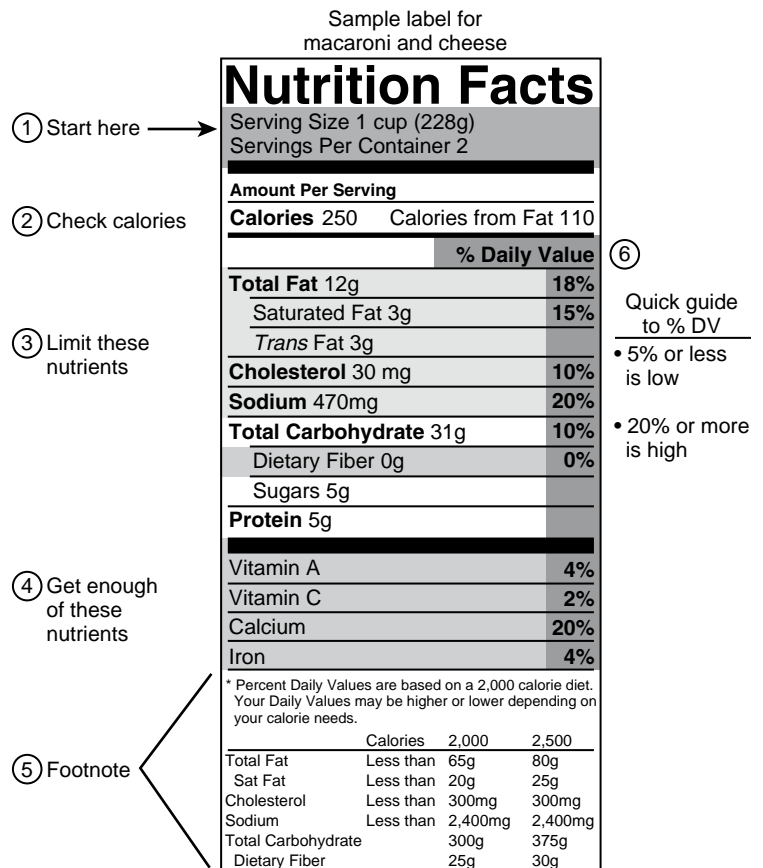 Sample label for
macaroni and cheese
Nutrition Facts
① Start here
Serving Size 1 cup (228g)
Servings Per Container 2
Amount Per Serving
② Check calories
Calories 250 Calories from Fat 110
% Daily Value ⑥
Total Fat 12g 18%
Saturated Fat 3g 15%
Trans Fat 3g
③ Limit these
nutrients
Cholesterol 30 mg 10%
Sodium 470mg 20%
Total Carbohydrate 31g 10%
Dietary Fiber 0g 0%
Sugars 5g
Protein 5g
Quick guide
to % DV
• 5% or less
is low
• 20% or more
is high
④ Get enough
of these
nutrients
Vitamin A 4%
Vitamin C 2%
Calcium 20%
Iron 4%
⑤ Footnote
* Percent Daily Values are based on a 2,000 calorie diet.
Your Daily Values may be higher or lower depending on
your calorie needs.
Calories 2,000 2,500
Total Fat Less than 65g 80g
Sat Fat Less than 20g 25g
Cholesterol Less than 300mg 300mg
Sodium Less than 2,400mg 2,400mg
Total Carbohydrate 300g 375g
Dietary Fiber 25g 30g